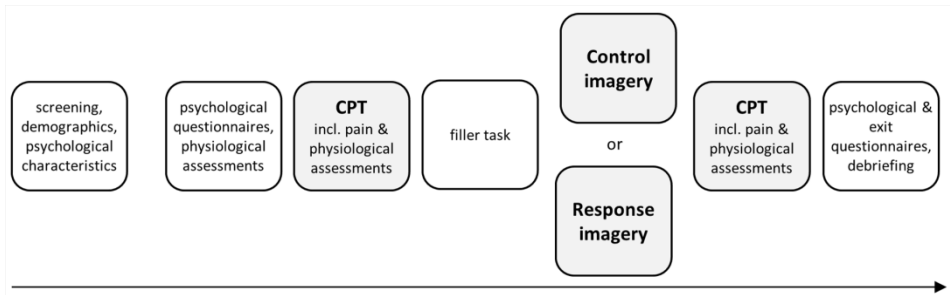 screening,
demographics,
psychological
characteristics
psychological
questionnaires,
physiological
assessments
CPT
incl. pain &
physiological
assessments
filler task
Control
imagery
or
Response
imagery
CPT
incl. pain &
physiological
assessments
psychological &
exit
questionnaires,
debriefing